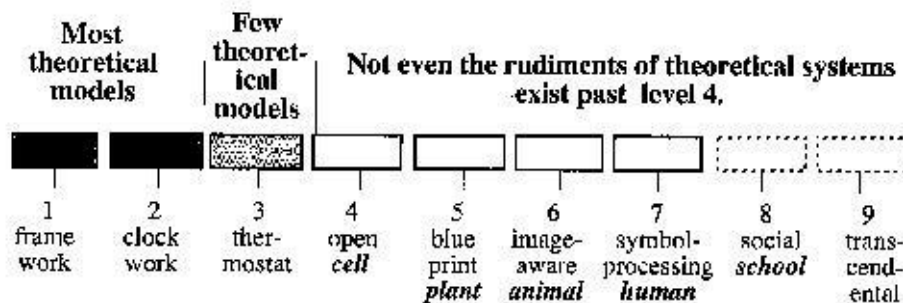 Most
theoretical
models
Few
theoret-
ical
models
Not even the rudiments of theoretical systems
exist past level 4.
1
frame
work
2
clock
work
3
ther-
mostat
4
open
cell
5
blue
print
plant
6
image-
aware
animal
7
symbol-
processing
human
8
social
school
9
trans-
cend-
ental